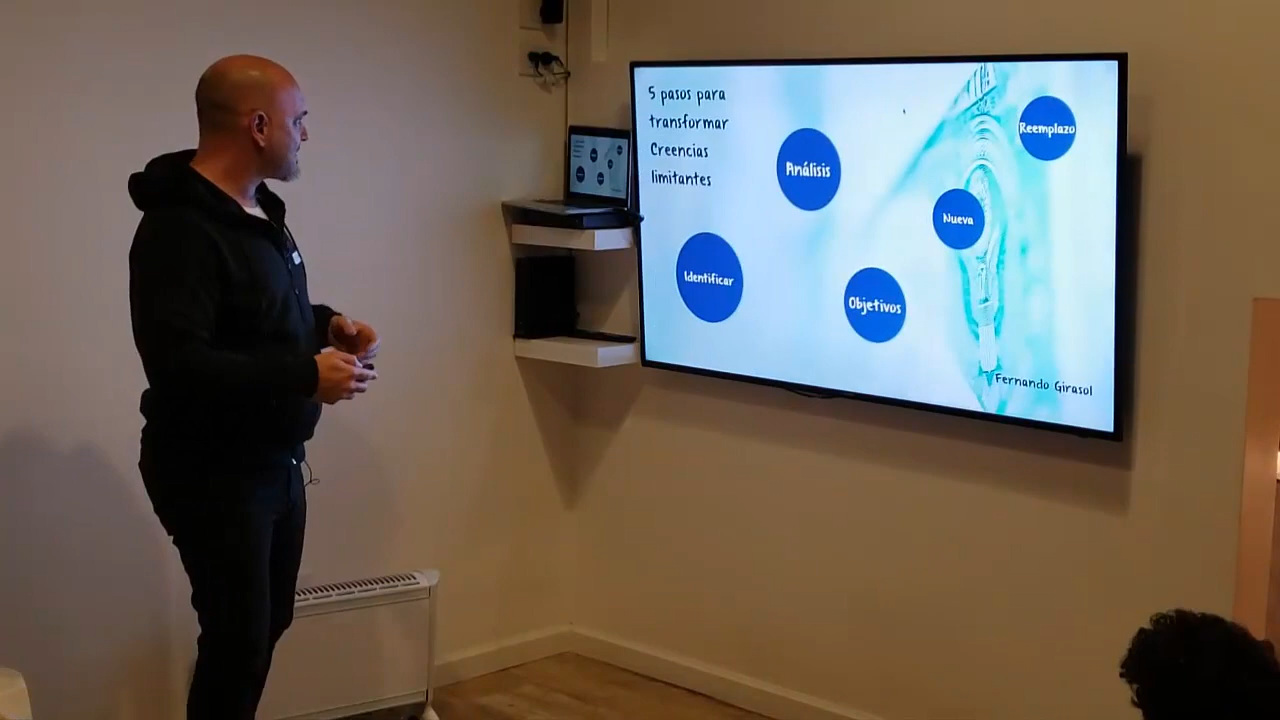 5 pasos para
transformar
Creencias
limitantes
Identificar
Análisis
Objetivos
Nueva
Reemplazo
Fernando Girasol